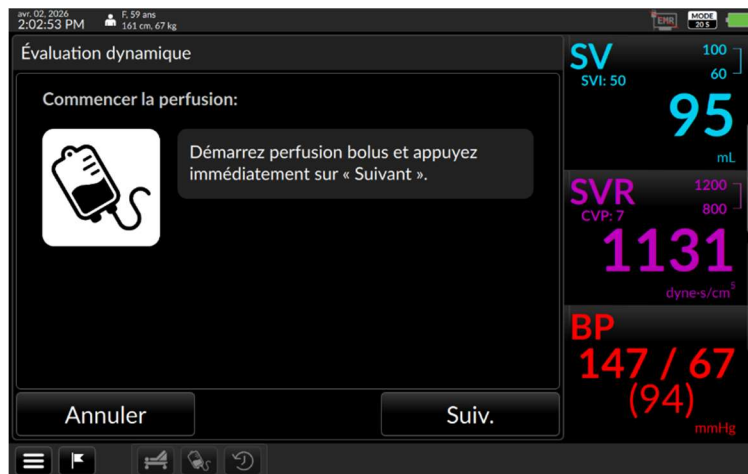 avr. 02, 2026
2:02:53 PM
F, 59 ans
161 cm, 67 kg
EMR
MODE
20 S
Évaluation dynamique
Commencer la perfusion:
Démarrez perfusion bolus et appuyez
immédiatement sur « Suivant ».
Annuler
Suiv.
SV
SVI: 50
100
60
95
mL
SVR
CVP: 7
1200
800
1131
dyne-s/cm⁵
BP
147 / 67
(94)
mmHg